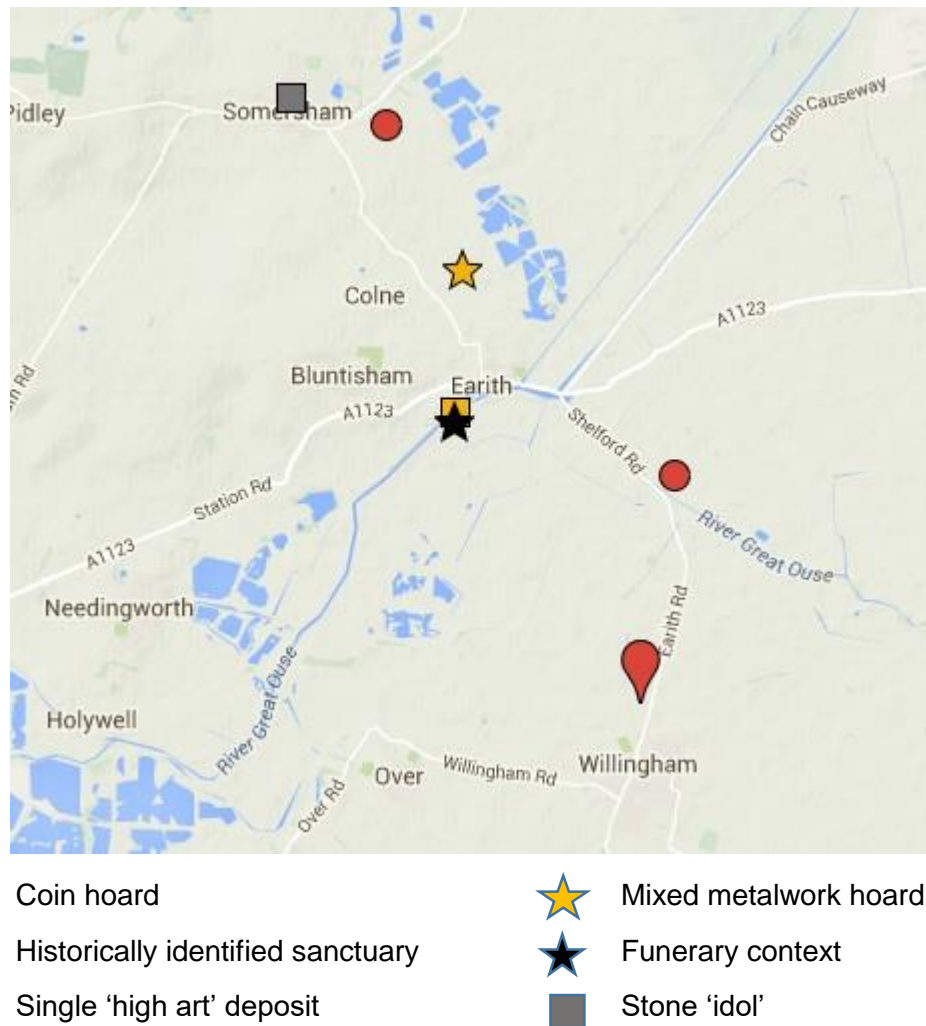 Somersham
Pidley
Chain Causeway
Colne
A1123
Bluntisham
Earith
A1123
Shelford Rd
Station Rd
River Great Ouse
A1123
Needingworth
Earith Rd
River Great Ouse
Holywell
Over
Willingham Rd
Willingham
Over Rd
Coin hoard
Mixed metalwork hoard
Historically identified sanctuary
Funerary context
Single ‘high art’ deposit
Stone ‘idol’